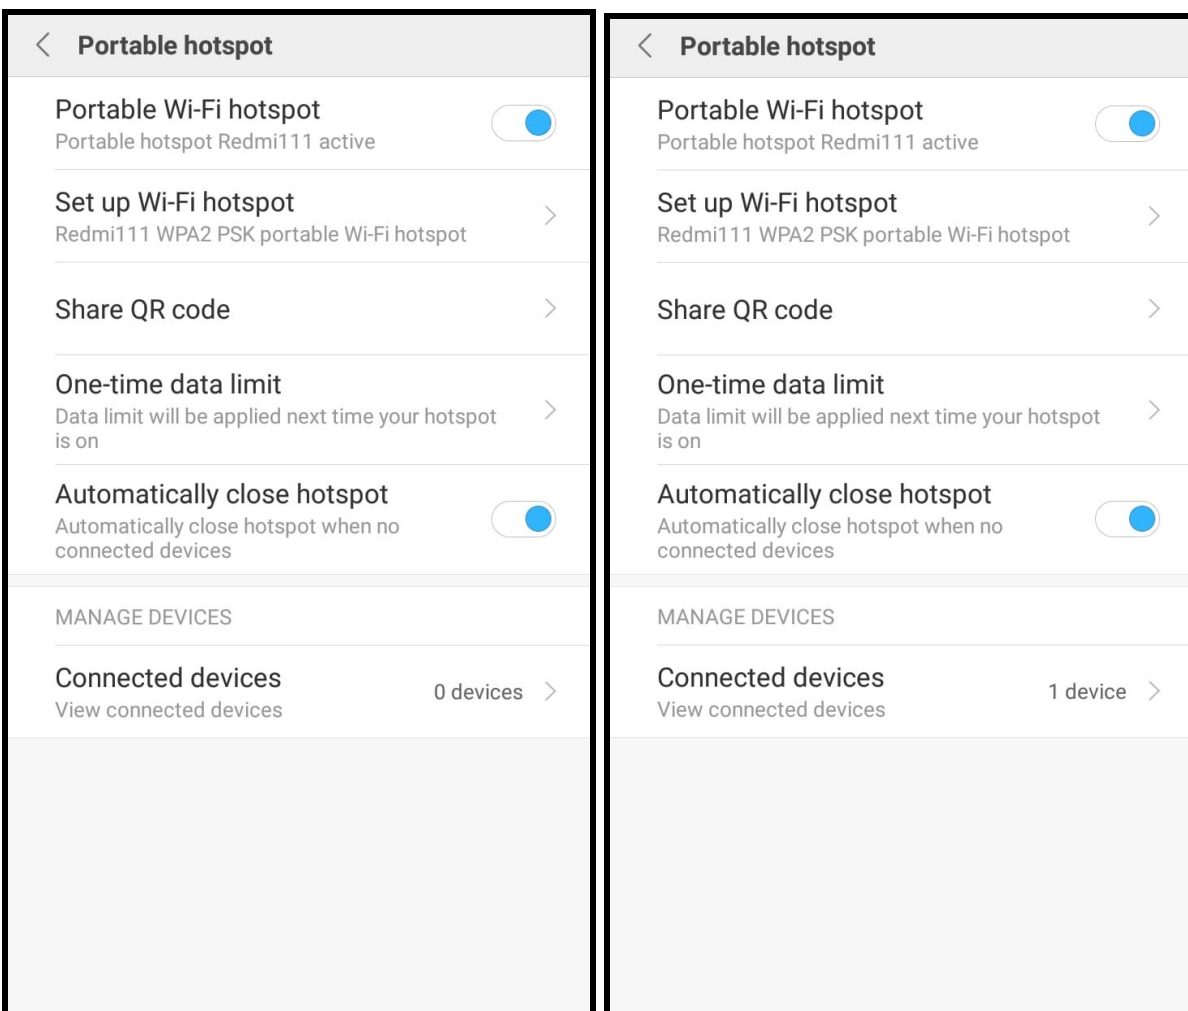 Portable hotspot
Portable Wi-Fi hotspot
Portable hotspot Redmi111 active
Set up Wi-Fi hotspot
Redmi111 WPA2 PSK portable Wi-Fi hotspot
Share QR code
One-time data limit
Data limit will be applied next time your hotspot
is on
Automatically close hotspot
Automatically close hotspot when no
connected devices
MANAGE DEVICES
Connected devices
0 devices
View connected devices
Portable hotspot
Portable Wi-Fi hotspot
Portable hotspot Redmi111 active
Set up Wi-Fi hotspot
Redmi111 WPA2 PSK portable Wi-Fi hotspot
Share QR code
One-time data limit
Data limit will be applied next time your hotspot
is on
Automatically close hotspot
Automatically close hotspot when no
connected devices
MANAGE DEVICES
Connected devices
1 device
View connected devices